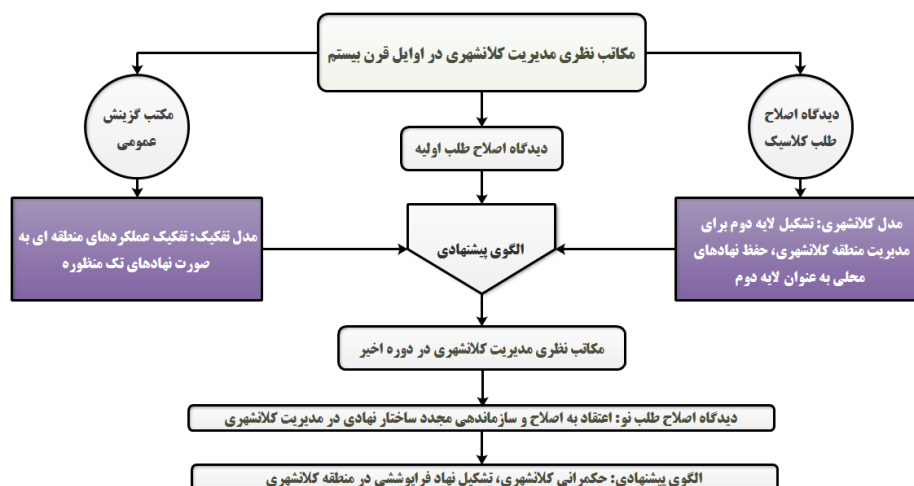 مکاتب نظری مدیریت کلانشهری در اوایل قرن بیستم
دیدگاه اصلاح
طلب کلاسیک
دیدگاه اصلاح طلب اولیه
مکتب گزینش
عمومی
مدل کلانشهری: تشکیل لایه دوم برای
مدیریت منطقه کلانشهری، حفظ نهادهای
محلی به عنوان لایه دوم
الگوی پیشنهادی
مدل تفکیک: تفکیک عملکردهای منطقه ای به
صورت نهادهای تک منظوره
مکاتب نظری مدیریت کلانشهری در دوره اخیر
دیدگاه اصلاح طلب نو: اعتقاد به اصلاح و سازماندهی مجدد ساختار نهادی در مدیریت کلانشهری
الگوی پیشنهادی: حکمرانی کلانشهری، تشکیل نهاد فراپوششی در منطقه کلانشهری